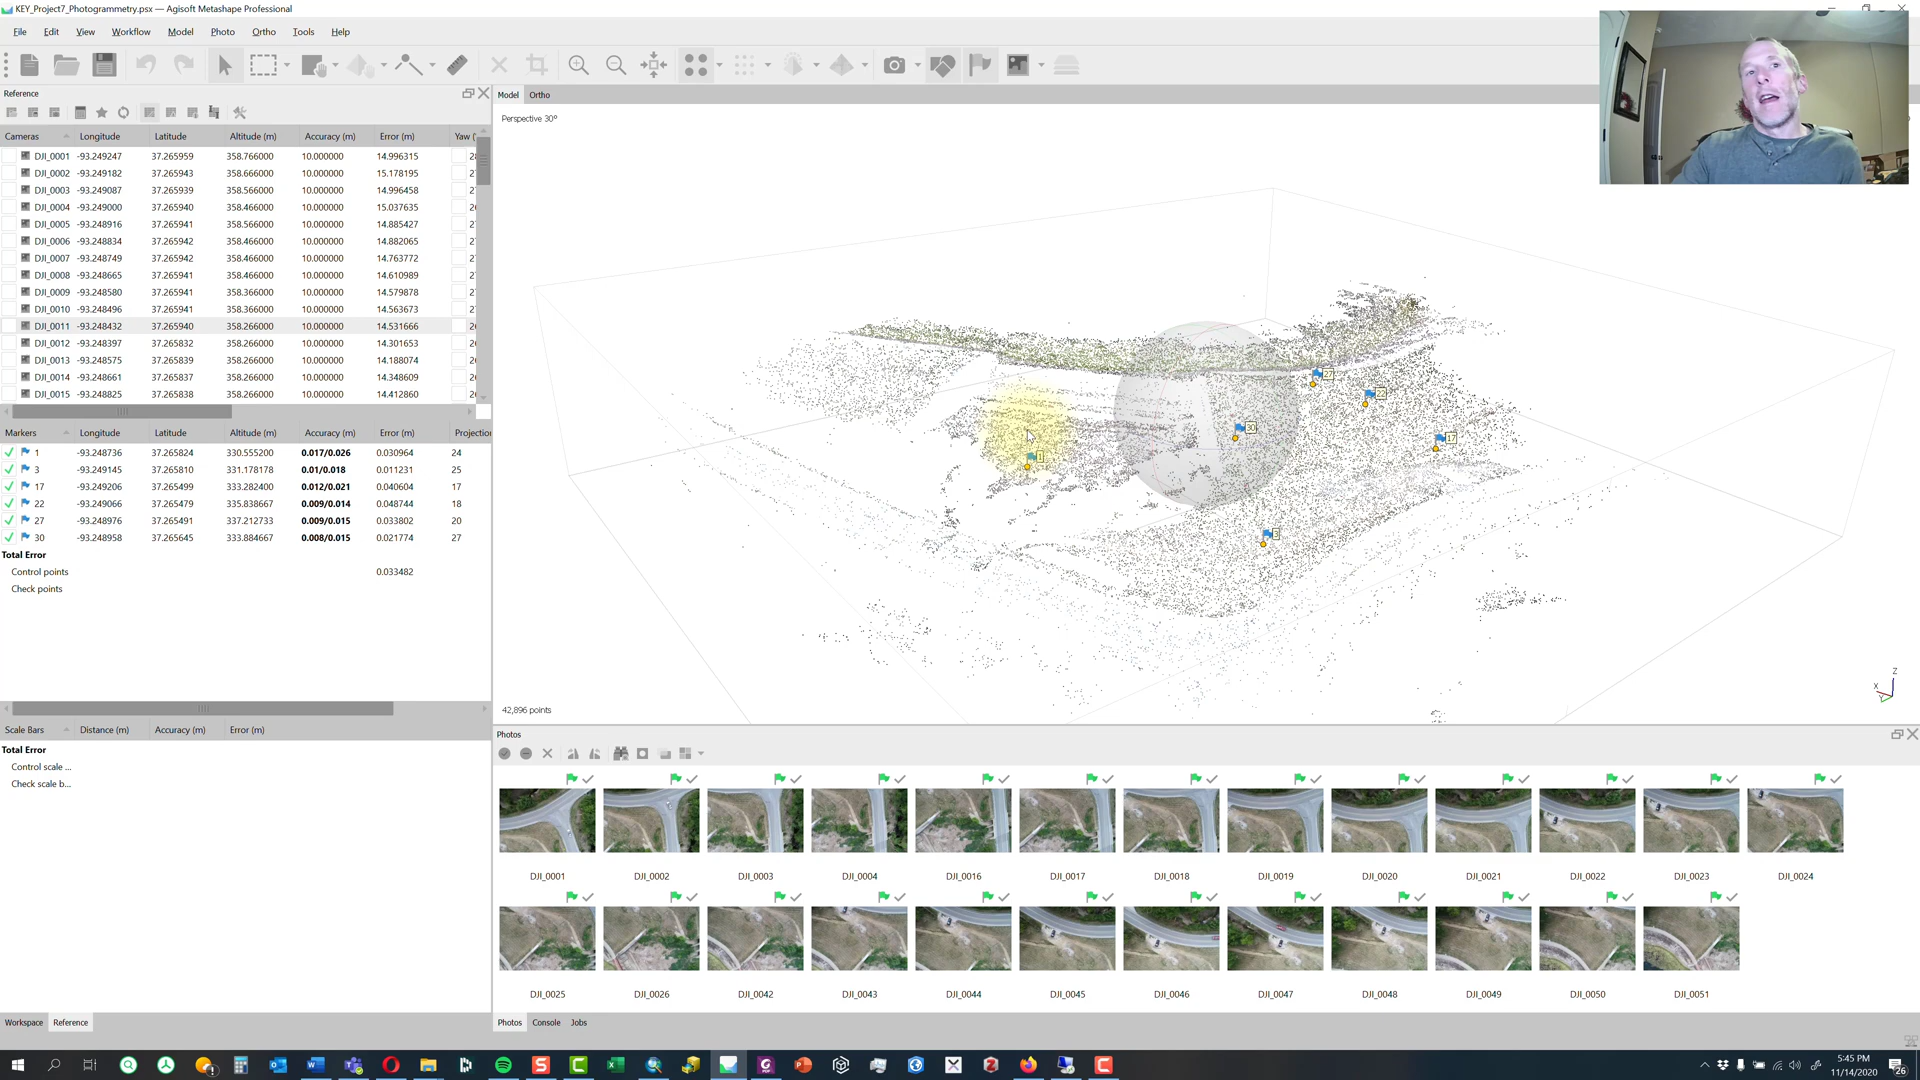 KEY_Project7_Photogrammetry.psx — Agisoft Metashape Professional
File Edit View Workflow Model Photo Ortho Tools Help
Reference
Model Ortho
Perspective 30°
Cameras Longitude Latitude Altitude (m) Accuracy (m) Error (m) Yaw (
DJI_0001 -93.249247 37.265959 358.766000 10.000000 14.996315
DJI_0002 -93.249182 37.265943 358.666000 10.000000 15.178195
DJI_0003 -93.249087 37.265939 358.566000 10.000000 14.996458
DJI_0004 -93.249000 37.265940 358.466000 10.000000 15.037635
DJI_0005 -93.248916 37.265941 358.566000 10.000000 14.885427
DJI_0006 -93.248834 37.265942 358.466000 10.000000 14.882065
DJI_0007 -93.248749 37.265942 358.466000 10.000000 14.763772
DJI_0008 -93.248665 37.265941 358.466000 10.000000 14.610989
DJI_0009 -93.248580 37.265941 358.366000 10.000000 14.579878
DJI_0010 -93.248496 37.265941 358.366000 10.000000 14.563673
DJI_0011 -93.248432 37.265940 358.266000 10.000000 14.531666
DJI_0012 -93.248397 37.265832 358.266000 10.000000 14.301653
DJI_0013 -93.248575 37.265839 358.266000 10.000000 14.188074
DJI_0014 -93.248661 37.265837 358.266000 10.000000 14.348609
DJI_0015 -93.248825 37.265838 358.266000 10.000000 14.412860
Markers Longitude Latitude Altitude (m) Accuracy (m) Error (m) Projection
1 -93.248736 37.265824 330.555200 0.017/0.026 0.030964 24
3 -93.249145 37.265810 331.178178 0.01/0.018 0.011231 25
17 -93.249206 37.265499 333.282400 0.012/0.021 0.040604 17
22 -93.249066 37.265479 335.838667 0.009/0.014 0.048744 18
27 -93.248976 37.265491 337.212733 0.009/0.015 0.033802 20
30 -93.248958 37.265645 333.884667 0.008/0.015 0.021774 27
Total Error
Control points 0.033482
Check points
27
22
30
17
1
3
42,896 points
Z
X
Y
Scale Bars Distance (m) Accuracy (m) Error (m)
Total Error
Control scale ...
Check scale b...
Photos
DJI_0001 DJI_0002 DJI_0003 DJI_0004 DJI_0016 DJI_0017 DJI_0018 DJI_0019 DJI_0020 DJI_0021 DJI_0022 DJI_0023 DJI_0024
DJI_0025 DJI_0026 DJI_0042 DJI_0043 DJI_0044 DJI_0045 DJI_0046 DJI_0047 DJI_0048 DJI_0049 DJI_0050 DJI_0051
Workspace Reference
Photos Console Jobs
5:45 PM
11/14/2020
26